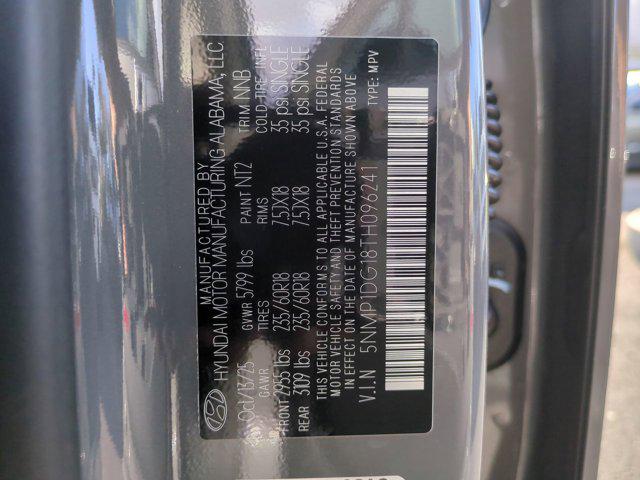 MANUFACTURED BY
HYUNDAI MOTOR MANUFACTURING ALABAMA, LLC
GVWR 5799 lbs PAINT NT2 TRIM NNB
GAWR TIRES RIMS COLD TIRE INFL
FRONT 2955 lbs 235/60R18 7.5JX18 35 psi SINGLE
REAR 3109 lbs 235/60R18 7.5JX18 35 psi SINGLE
THIS VEHICLE CONFORMS TO ALL APPLICABLE U.S.A. FEDERAL
MOTOR VEHICLE SAFETY AND THEFT PREVENTION STANDARDS
IN EFFECT ON THE DATE OF MANUFACTURE SHOWN ABOVE
V.I.N 5NMP1DG18TH096241 TYPE: MPV